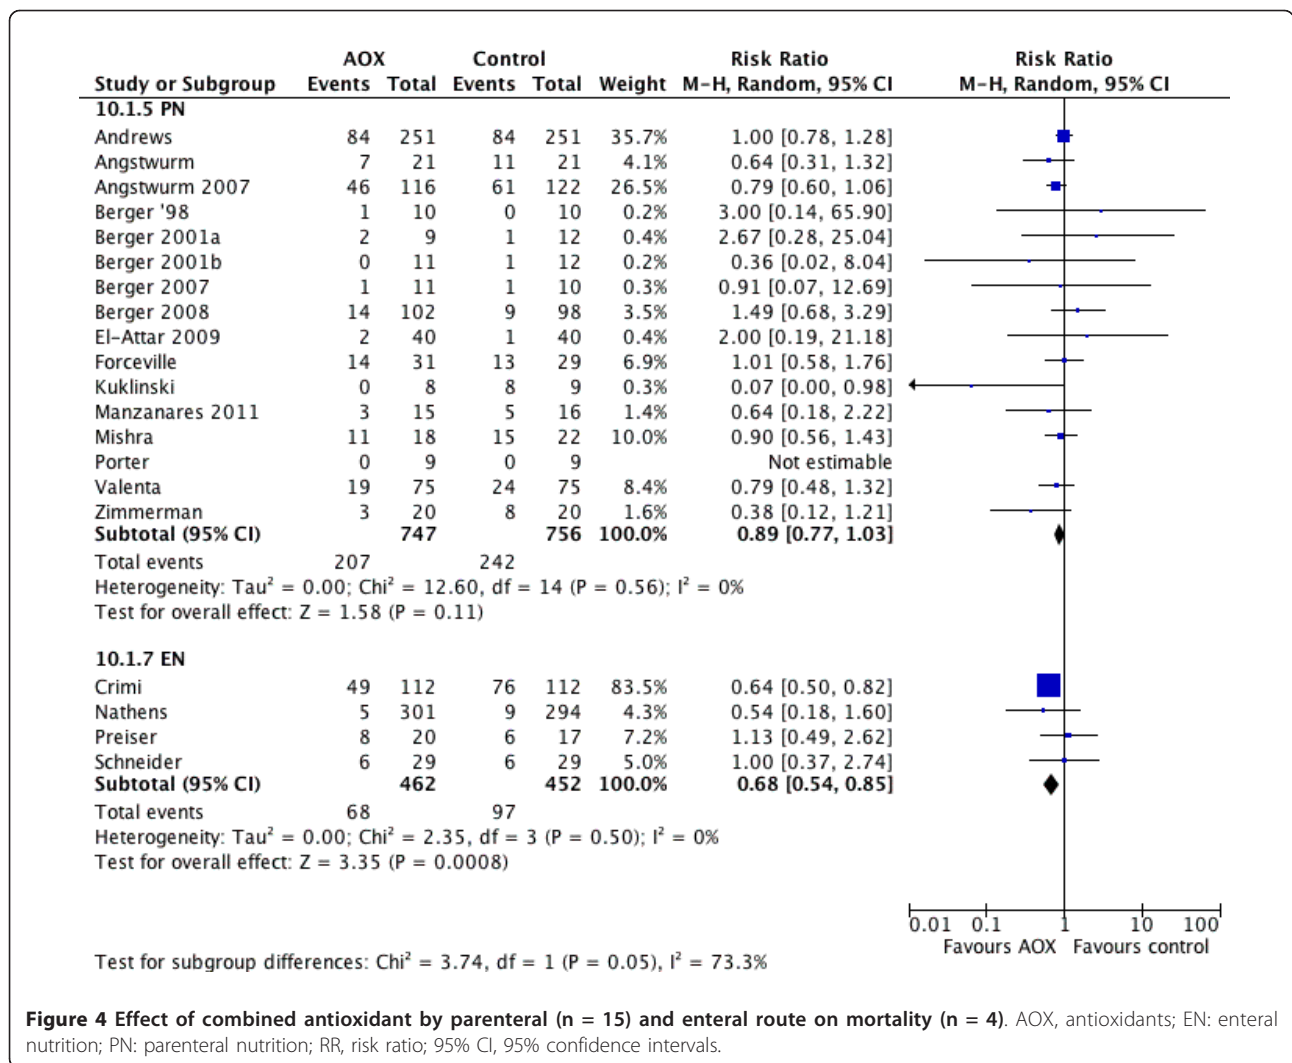 AOX Control Risk Ratio Risk Ratio
Study or Subgroup Events Total Events Total Weight M-H, Random, 95% CI M-H, Random, 95% CI
10.1.5 PN
Andrews 84 251 84 251 35.7% 1.00 [0.78, 1.28]
Angstwurm 7 21 11 21 4.1% 0.64 [0.31, 1.32]
Angstwurm 2007 46 116 61 122 26.5% 0.79 [0.60, 1.06]
Berger '98 1 10 0 10 0.2% 3.00 [0.14, 65.90]
Berger 2001a 2 9 1 12 0.4% 2.67 [0.28, 25.04]
Berger 2001b 0 11 1 12 0.2% 0.36 [0.02, 8.04]
Berger 2007 1 11 1 10 0.3% 0.91 [0.07, 12.69]
Berger 2008 14 102 9 98 3.5% 1.49 [0.68, 3.29]
El-Attar 2009 2 40 1 40 0.4% 2.00 [0.19, 21.18]
Forceville 14 31 13 29 6.9% 1.01 [0.58, 1.76]
Kuklinski 0 8 8 9 0.3% 0.07 [0.00, 0.98]
Manzanares 2011 3 15 5 16 1.4% 0.64 [0.18, 2.22]
Mishra 11 18 15 22 10.0% 0.90 [0.56, 1.43]
Porter 0 9 0 9 Not estimable
Valenta 19 75 24 75 8.4% 0.79 [0.48, 1.32]
Zimmerman 3 20 8 20 1.6% 0.38 [0.12, 1.21]
Subtotal (95% CI) 747 756 100.0% 0.89 [0.77, 1.03]
Total events 207 242
Heterogeneity: Tau² = 0.00; Chi² = 12.60, df = 14 (P = 0.56); I² = 0%
Test for overall effect: Z = 1.58 (P = 0.11)
10.1.7 EN
Crimi 49 112 76 112 83.5% 0.64 [0.50, 0.82]
Nathens 5 301 9 294 4.3% 0.54 [0.18, 1.60]
Preiser 8 20 6 17 7.2% 1.13 [0.49, 2.62]
Schneider 6 29 6 29 5.0% 1.00 [0.37, 2.74]
Subtotal (95% CI) 462 452 100.0% 0.68 [0.54, 0.85]
Total events 68 97
Heterogeneity: Tau² = 0.00; Chi² = 2.35, df = 3 (P = 0.50); I² = 0%
Test for overall effect: Z = 3.35 (P = 0.0008)
0.01 0.1 1 10 100
Favours AOX Favours control
Test for subgroup differences: Chi² = 3.74, df = 1 (P = 0.05), I² = 73.3%
Figure 4 Effect of combined antioxidant by parenteral (n = 15) and enteral route on mortality (n = 4). AOX, antioxidants; EN: enteral
nutrition; PN: parenteral nutrition; RR, risk ratio; 95% CI, 95% confidence intervals.